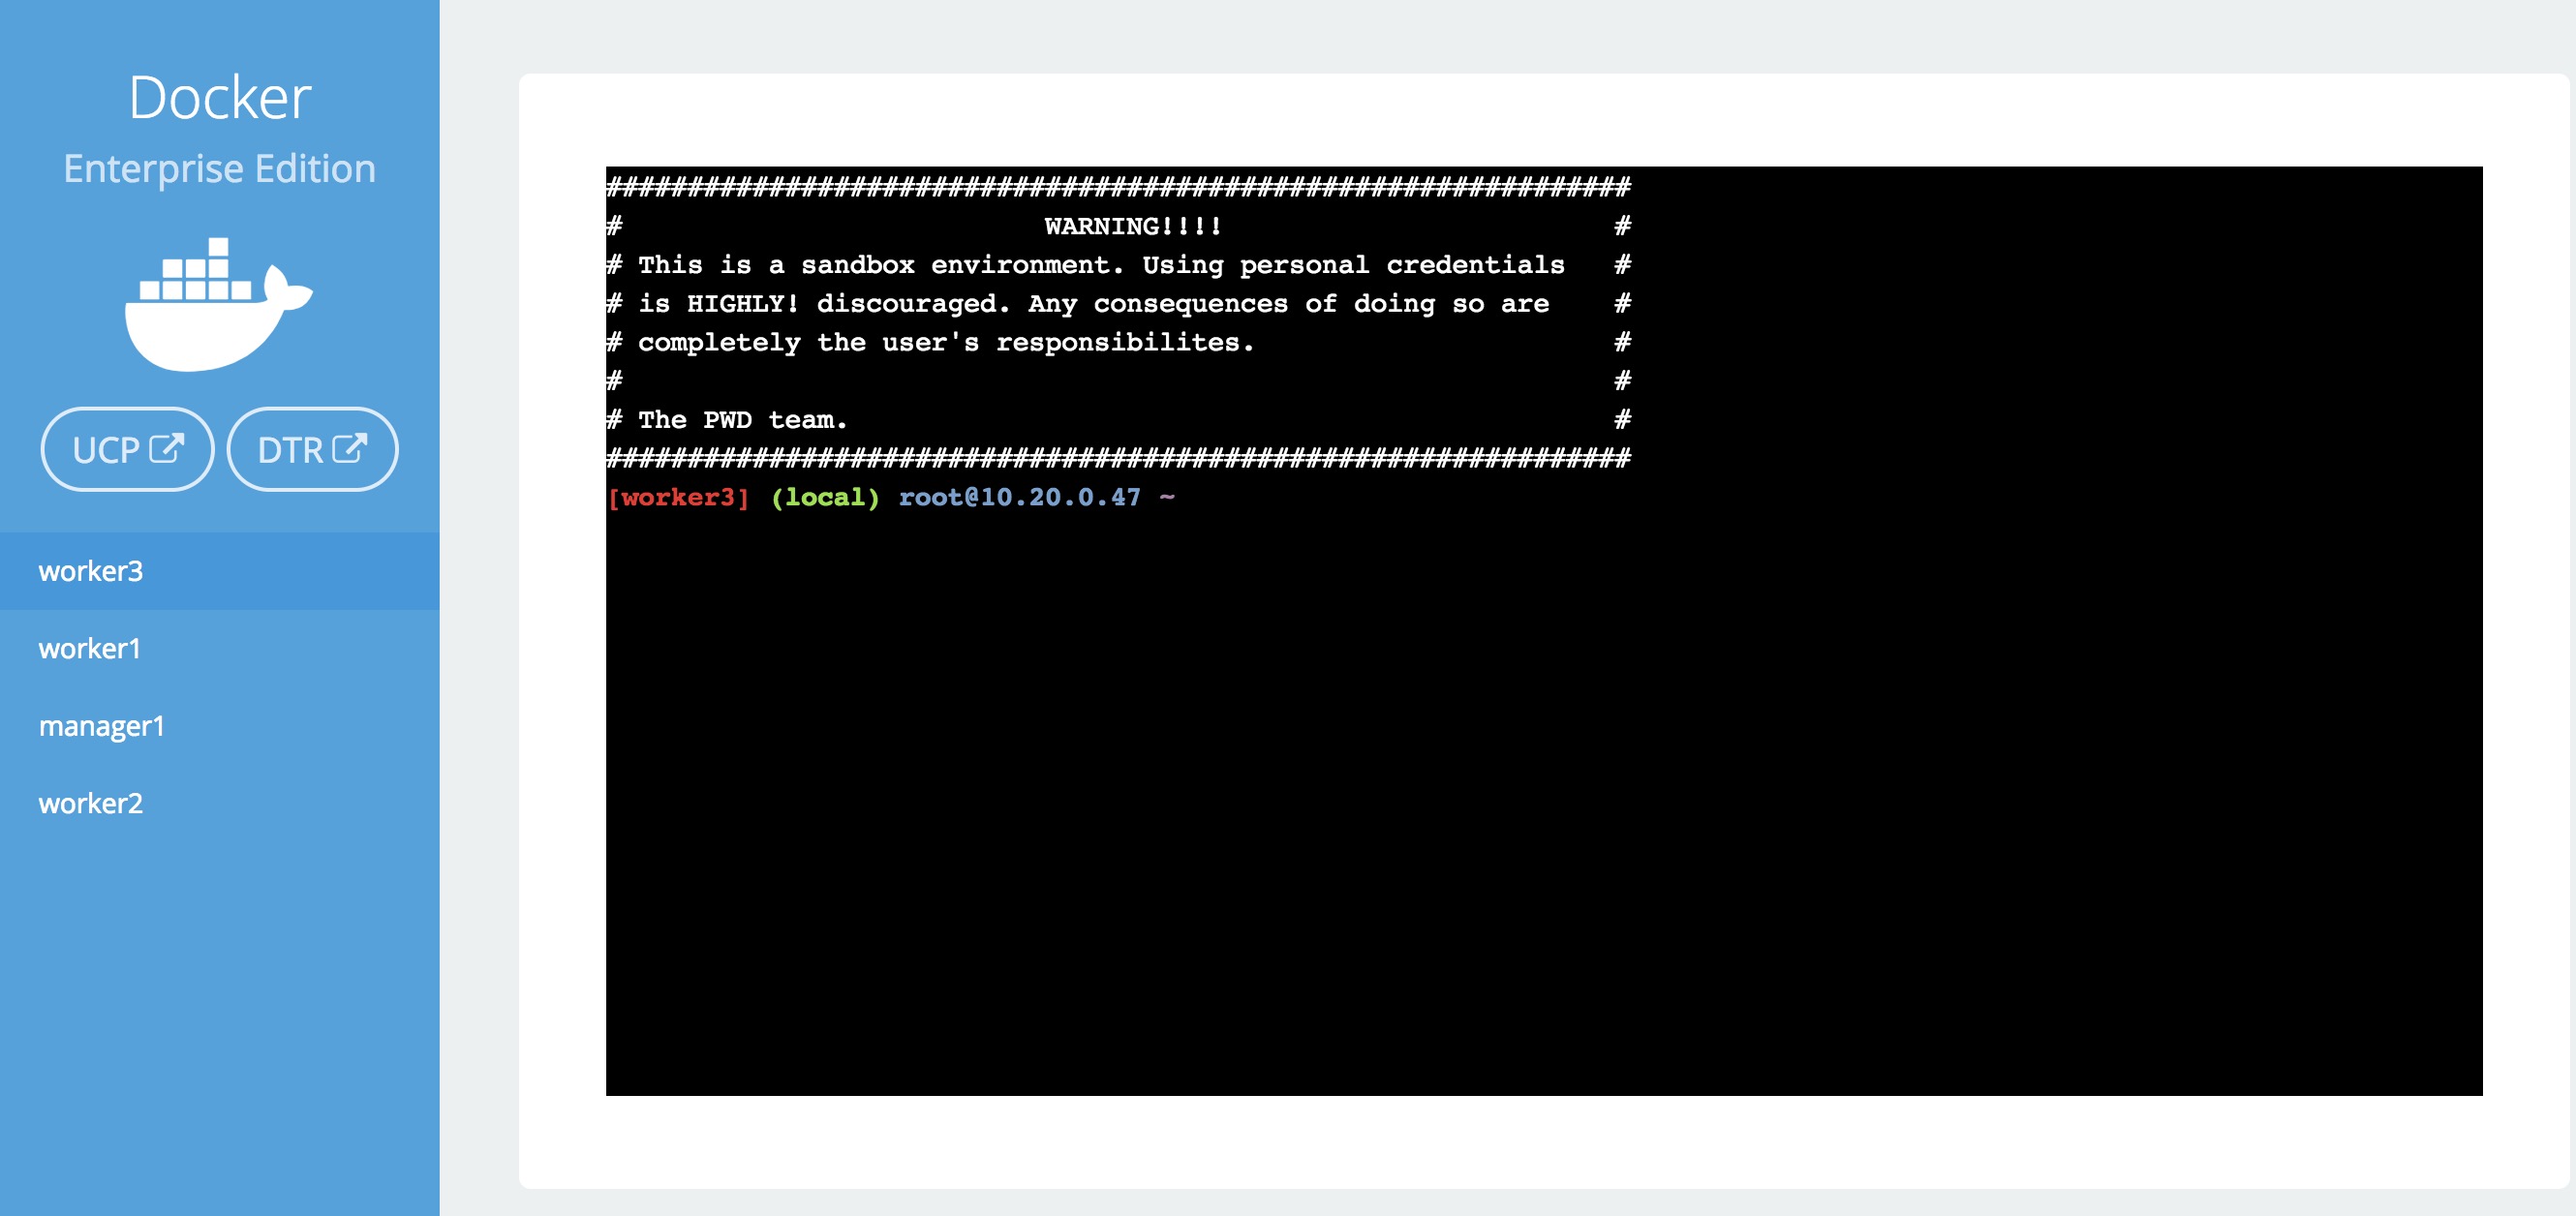 Docker
Enterprise Edition
UCP
DTR
worker3
worker1
manager1
worker2
###############################################################
#                          WARNING!!!!                        #
# This is a sandbox environment. Using personal credentials   #
# is HIGHLY! discouraged. Any consequences of doing so are    #
# completely the user's responsibilites.                      #
#                                                             #
# The PWD team.                                               #
###############################################################
[worker3] (local) root@10.20.0.47 ~